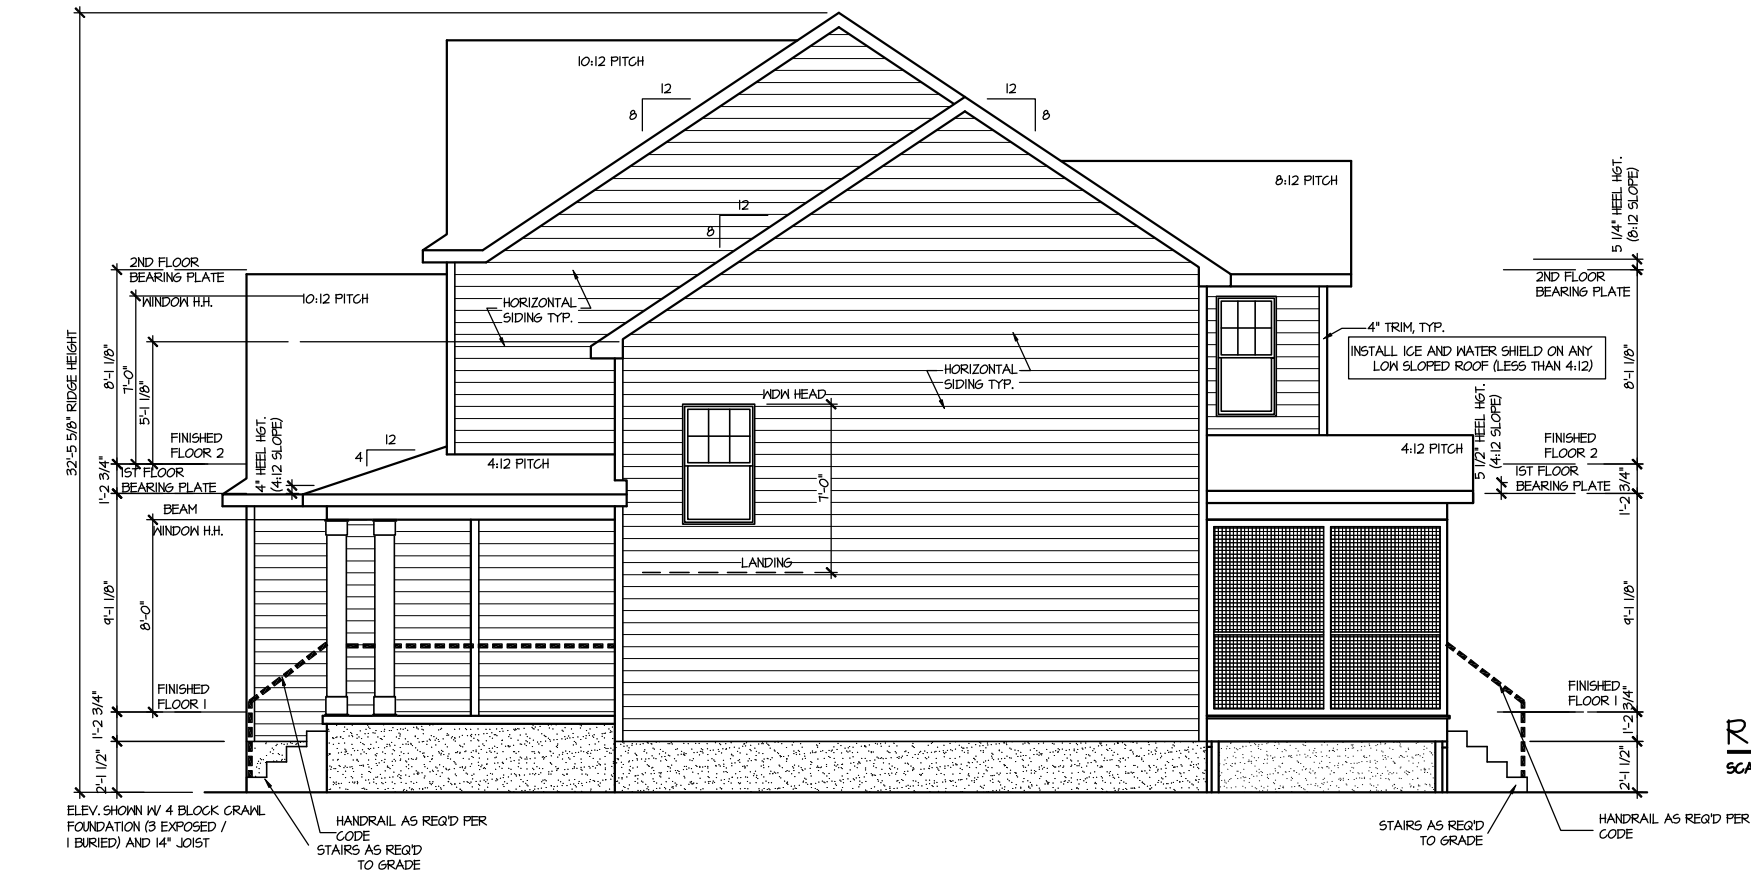 10:12 PITCH
12
8
12
8
8:12 PITCH
5 1/4" HEEL HGT.
(8:12 SLOPE)
12
8
2ND FLOOR
BEARING PLATE
WINDOW H.H.
10:12 PITCH
HORIZONTAL
SIDING TYP.
2ND FLOOR
BEARING PLATE
4" TRIM, TYP.
INSTALL ICE AND WATER SHIELD ON ANY
LOW SLOPED ROOF (LESS THAN 4:12)
32'-5 5/8" RIDGE HEIGHT
8'-1 1/8"
7'-0"
5'-1 1/8"
HORIZONTAL
SIDING TYP.
WDW HEAD
8'-1 1/8"
FINISHED
FLOOR 2
4" HEEL HGT.
(4:12 SLOPE)
12
4
4:12 PITCH
4:12 PITCH
5 1/2" HEEL HGT.
(4:12 SLOPE)
FINISHED
FLOOR 2
1'-2 3/4"
1ST FLOOR
BEARING PLATE
7'-0"
1ST FLOOR
BEARING PLATE
1'-2 3/4"
BEAM
WINDOW H.H.
LANDING
9'-1 1/8"
8'-0"
9'-1 1/8"
FINISHED
FLOOR 1
1'-2 3/4"
2'-1 1/2"
FINISHED
FLOOR 1
1'-2 3/4"
2'-1 1/2"
R
SCA
ELEV. SHOWN W/ 4 BLOCK CRAWL
FOUNDATION (3 EXPOSED /
1 BURIED) AND 14" JOIST
HANDRAIL AS REQ'D PER
CODE
STAIRS AS REQ'D
TO GRADE
STAIRS AS REQ'D
TO GRADE
HANDRAIL AS REQ'D PER
CODE